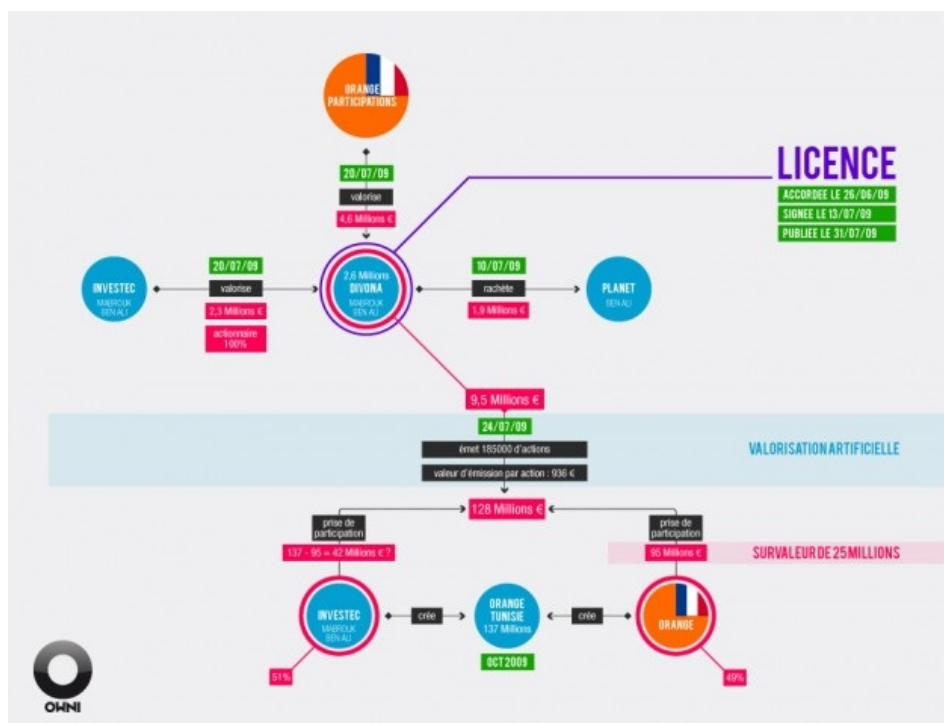 ORANGE
PARTICIPATIONS
20/07/09
valorise
4,6 Millions €
LICENCE
ACCORDEE LE 26/06/09
SIGNEE LE 13/07/09
PUBLIEE LE 31/07/09
INVESTEC
MABROUK
BEN ALI
20/07/09
valorise
2,3 Millions €
actionnaire
100%
2,6 Millions
DIVONA
MABROUK
BEN ALI
10/07/09
rachète
1,9 Millions €
PLANET
BEN ALI
9,5 Millions €
24/07/09
émet 185000 d'actions
valeur d'émission par action : 936 €
VALORISATION ARTIFICIELLE
128 Millions €
prise de
participation
137 - 95 = 42 Millions € ?
prise de
participation
95 Millions €
SURVALEUR DE 25 MILLIONS
INVESTEC
MABROUK
BEN ALI
crée
ORANGE
TUNISIE
137 Millions
crée
ORANGE
OCT 2009
51%
49%
OWNI